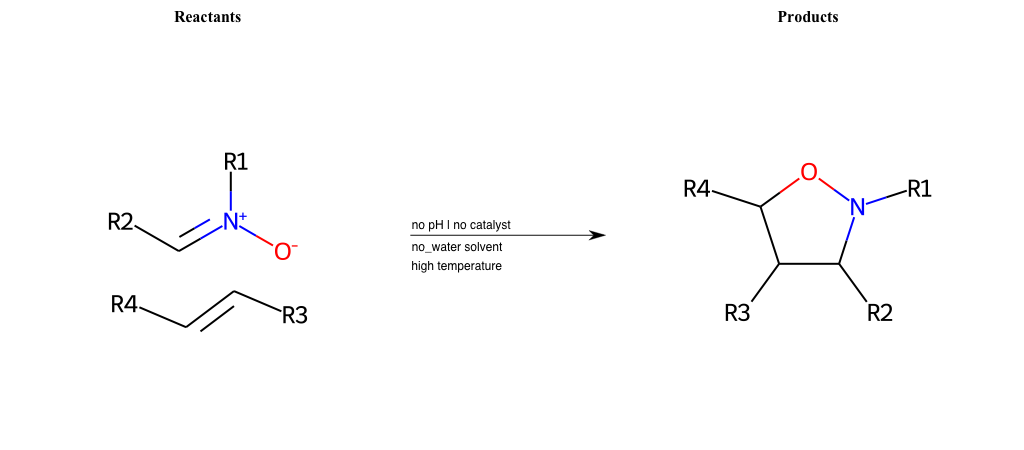 Reactants
Products
R1
R2
N+
O-
R4
R3
no pH | no catalyst
no_water solvent
high temperature
O
R4
N
R1
R3
R2